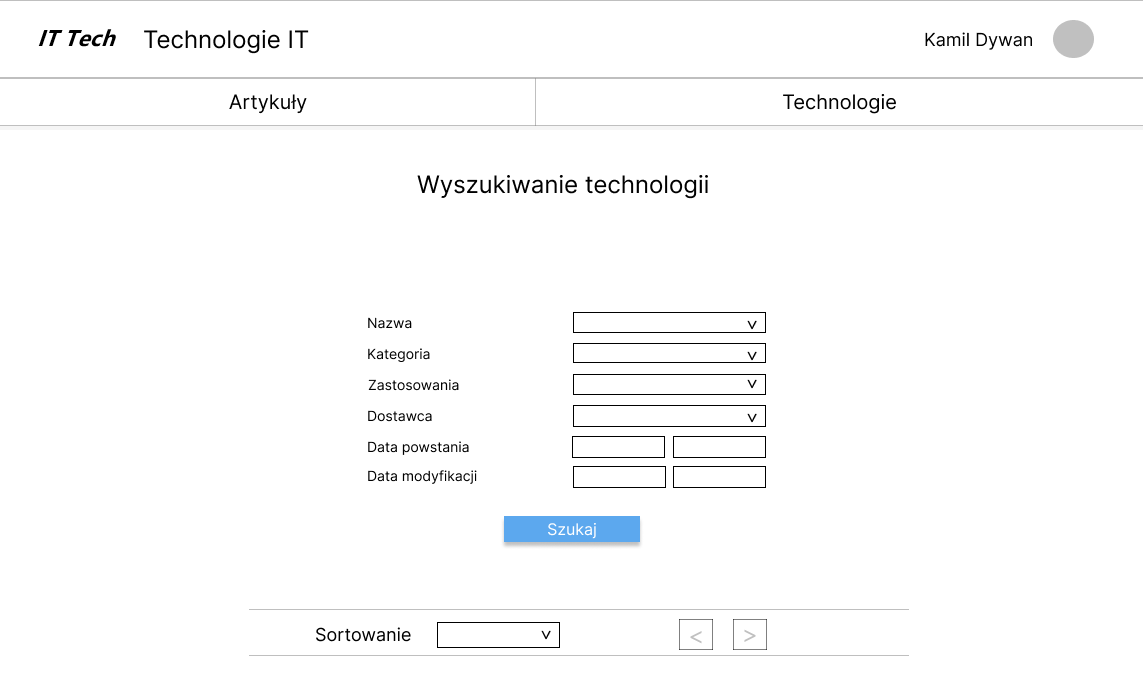 IT Tech Technologie IT Kamil Dywan
Artykuły Technologie
Wyszukiwanie technologii
Nazwa
Kategoria
Zastosowania
Dostawca
Data powstania
Data modyfikacji
Szukaj
Sortowanie < >